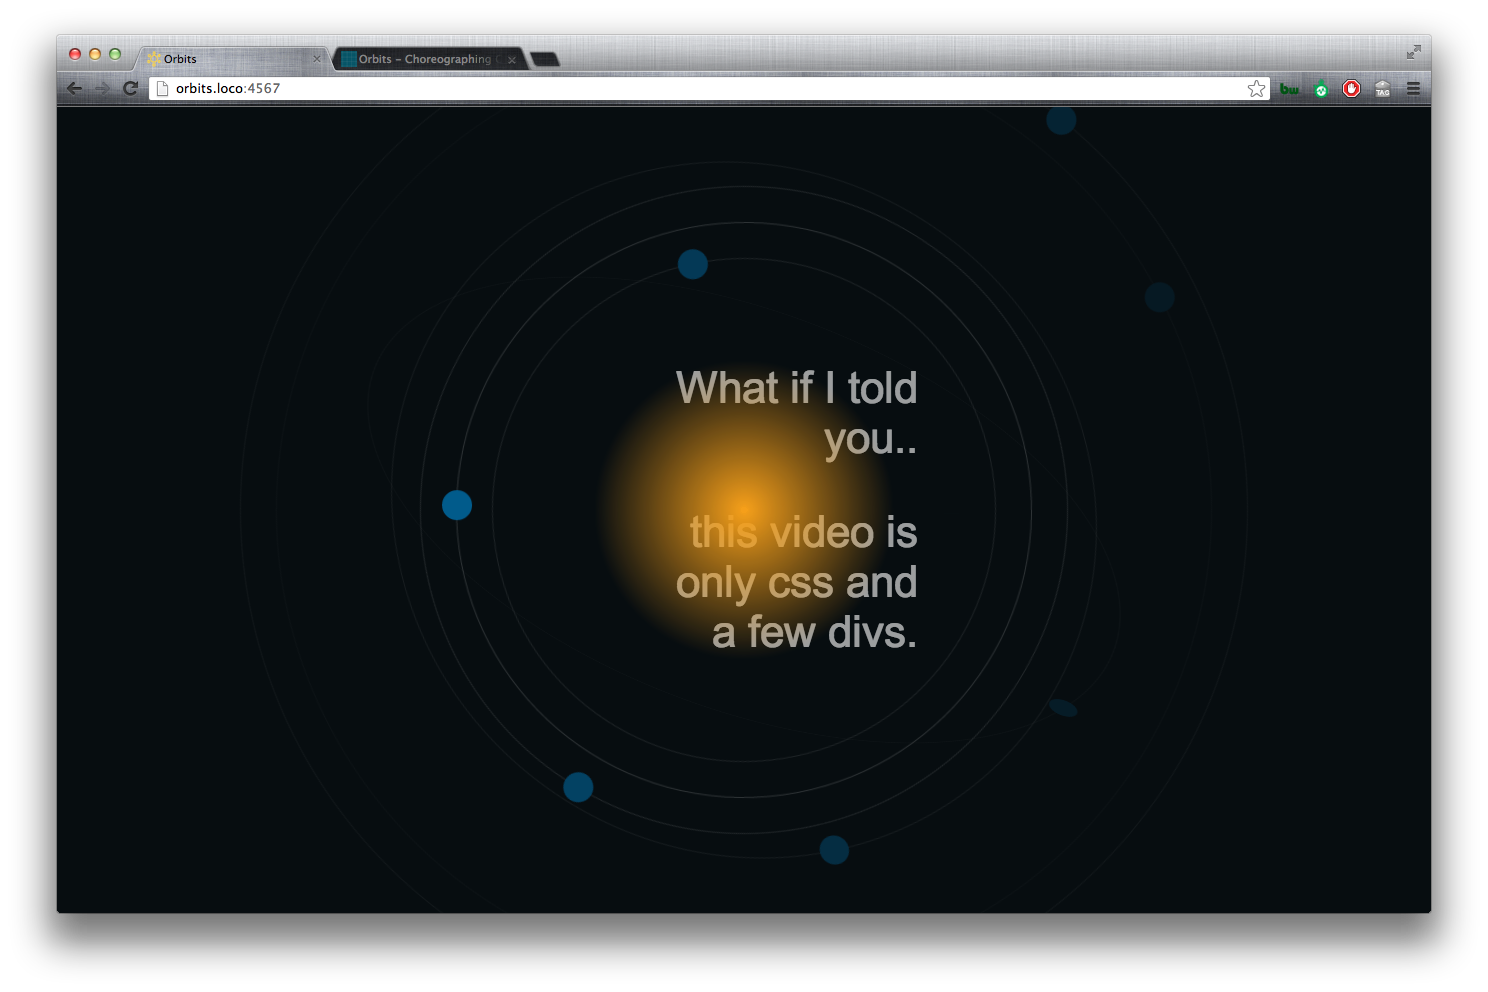 Orbits
Orbits – Choreographing
orbits.loco:4567
bw
TAG
What if I told
you..
this video is
only css and
a few divs.